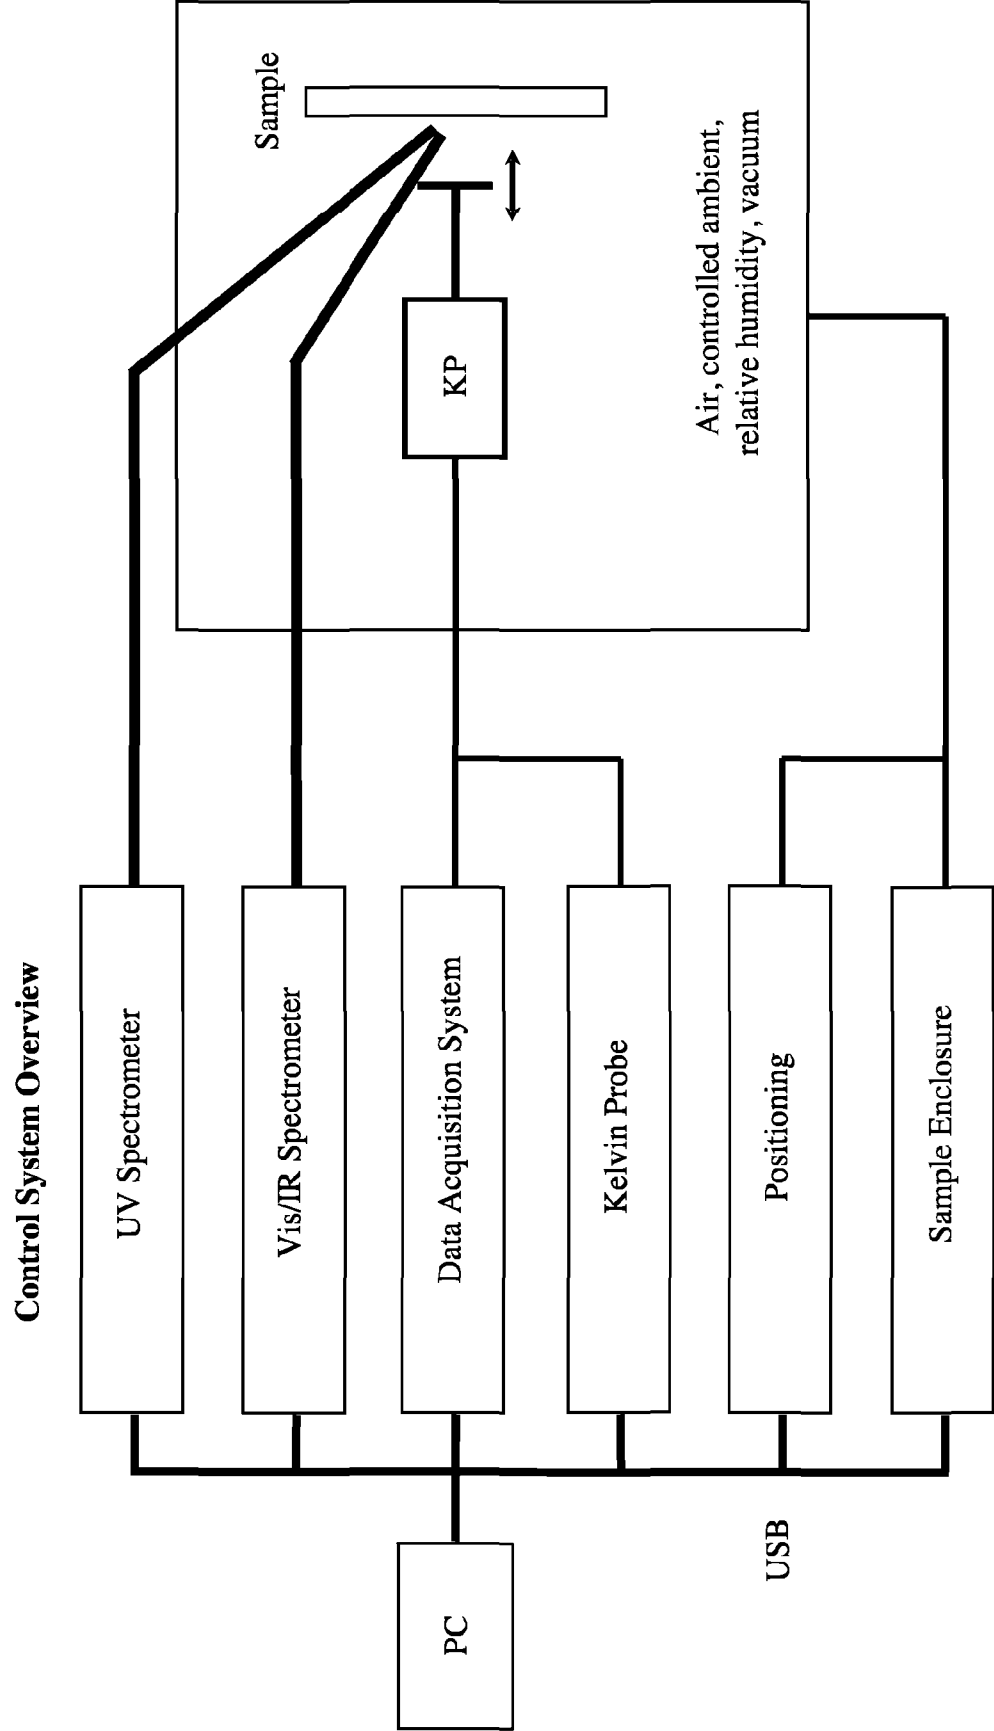 Control System Overview
UV Spectrometer
Vis/IR Spectrometer
Data Acquisition System
Kelvin Probe
Positioning
Sample Enclosure
PC
USB
KP
Sample
Air, controlled ambient,
relative humidity, vacuum